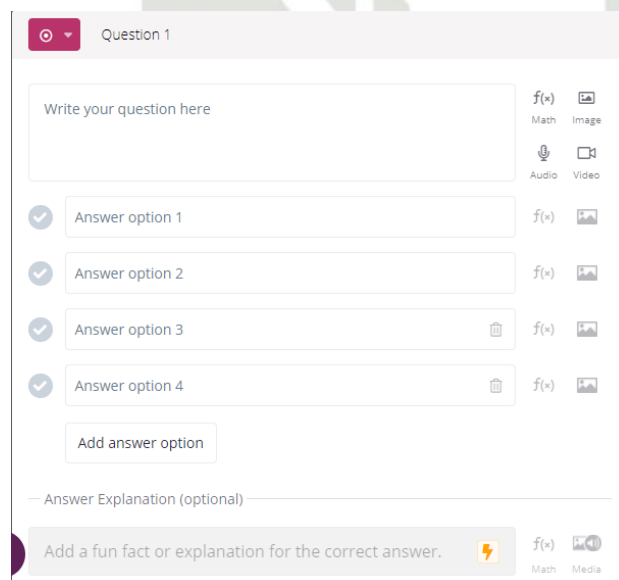 Question 1
Write your question here
f(x)
Math Image
Audio Video
Answer option 1 f(x)
Answer option 2 f(x)
Answer option 3 f(x)
Answer option 4 f(x)
Add answer option
Answer Explanation (optional)
Add a fun fact or explanation for the correct answer. f(x)
Math Media